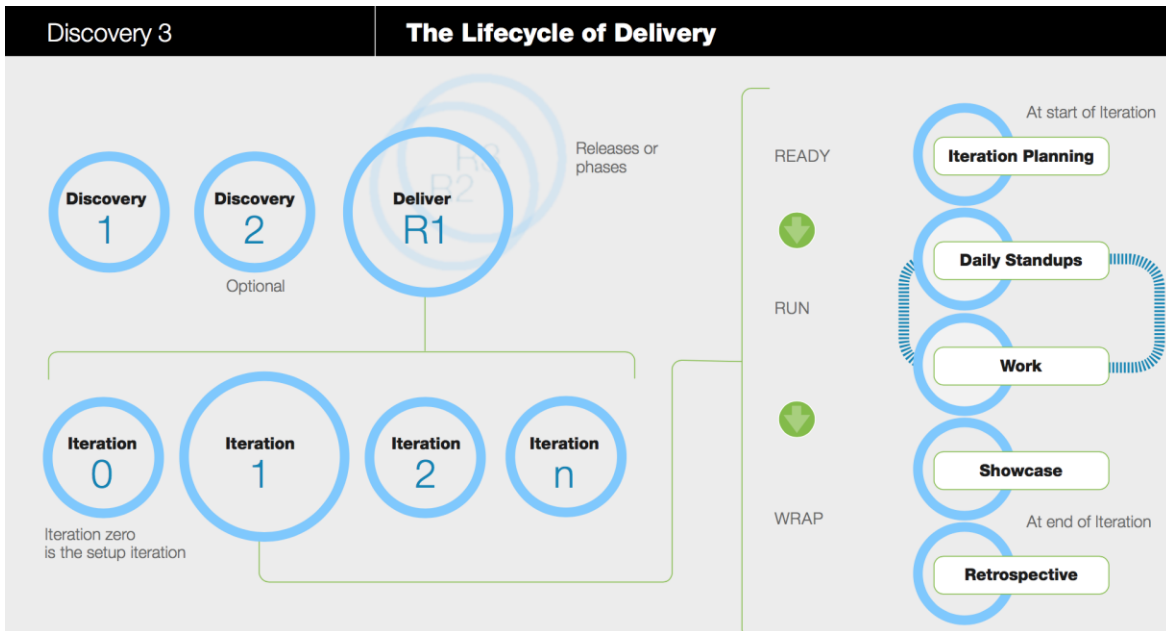 Discovery 3
The Lifecycle of Delivery
Discovery
1
Discovery
2
Optional
Deliver
R1
R2
R3
Releases or
phases
Iteration
0
Iteration zero
is the setup iteration
Iteration
1
Iteration
2
Iteration
n
READY
RUN
WRAP
At start of Iteration
Iteration Planning
Daily Standups
Work
Showcase
At end of Iteration
Retrospective